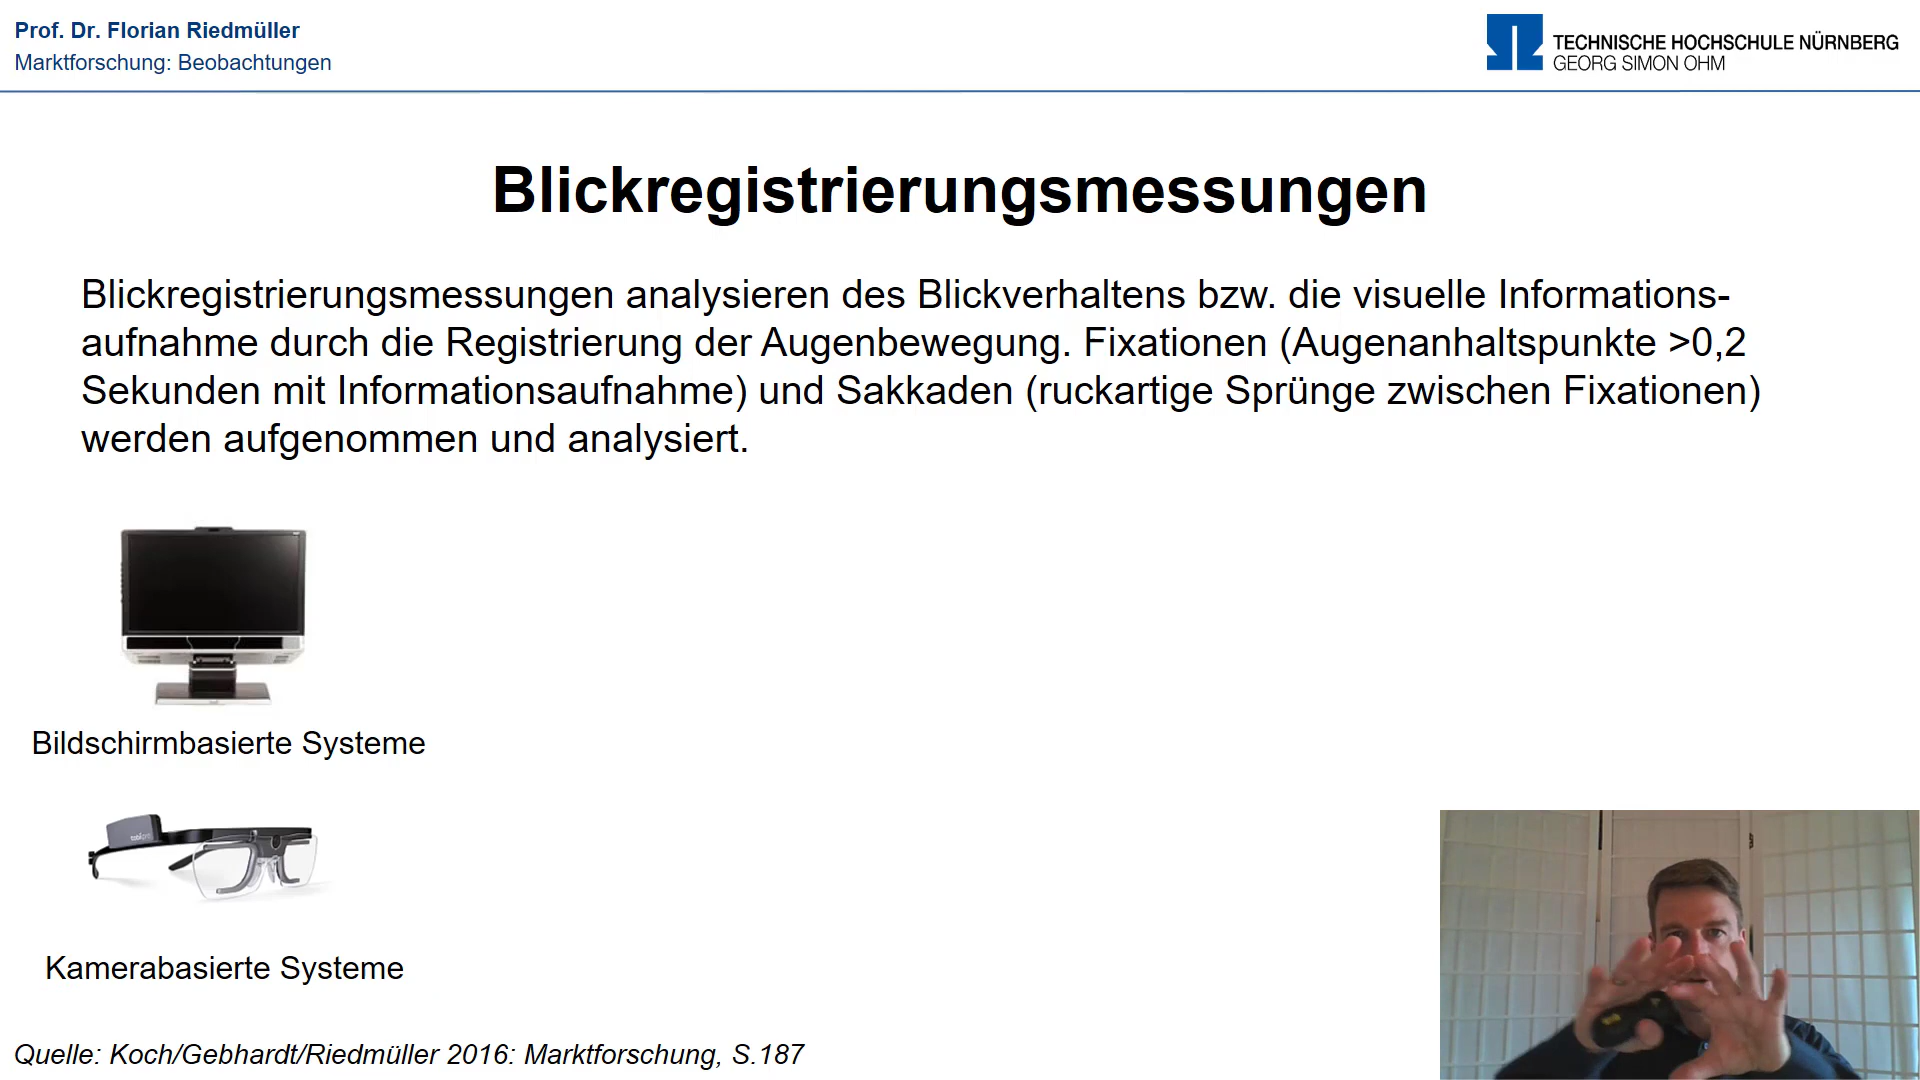 Prof. Dr. Florian Riedmüller
Marktforschung: Beobachtungen
TECHNISCHE HOCHSCHULE NÜRNBERG
GEORG SIMON OHM
Blickregistrierungsmessungen
Blickregistrierungsmessungen analysieren des Blickverhaltens bzw. die visuelle Informations-
aufnahme durch die Registrierung der Augenbewegung. Fixationen (Augenanhaltspunkte >0,2
Sekunden mit Informationsaufnahme) und Sakkaden (ruckartige Sprünge zwischen Fixationen)
werden aufgenommen und analysiert.
Bildschirmbasierte Systeme
Kamerabasierte Systeme
Quelle: Koch/Gebhardt/Riedmüller 2016: Marktforschung, S.187